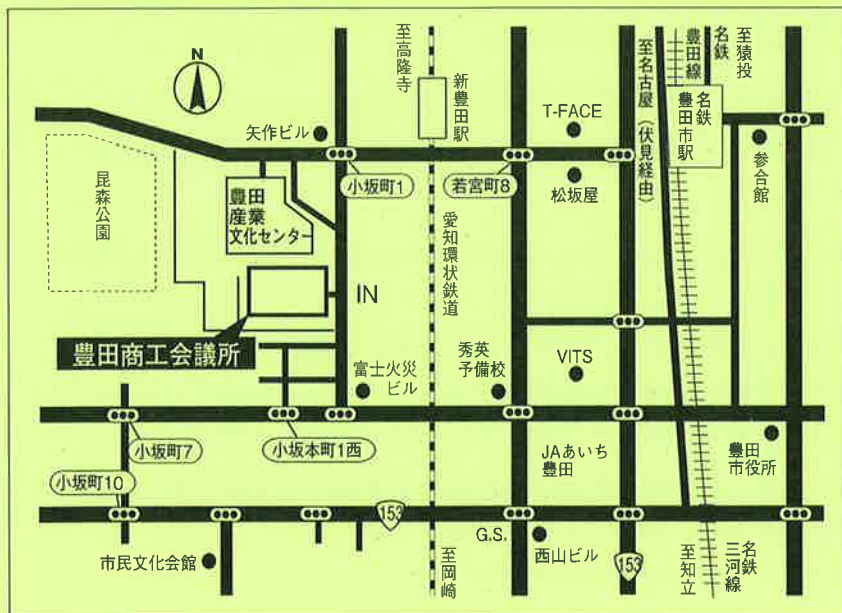 N
至高隆寺
新豊田駅
T-FACE
至名古屋（伏見経由）
名鉄
豊田線
至猿投
名鉄
豊田市駅
参合館
矢作ビル
小坂町1
若宮町8
松坂屋
昆森公園
豊田
産業
文化センター
愛知環状鉄道
IN
豊田商工会議所
富士火災
ビル
秀英
予備校
VITS
小坂町7
小坂本町1西
JAあいち
豊田
豊田
市役所
小坂町10
153
G.S.
西山ビル
153
市民文化会館
至岡崎
至知立
名鉄
三河線